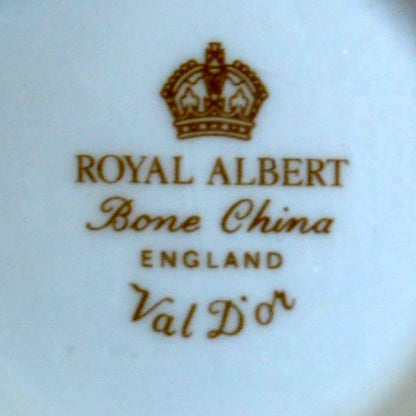 ROYAL ALBERT
Bone China
ENGLAND
Val D'or